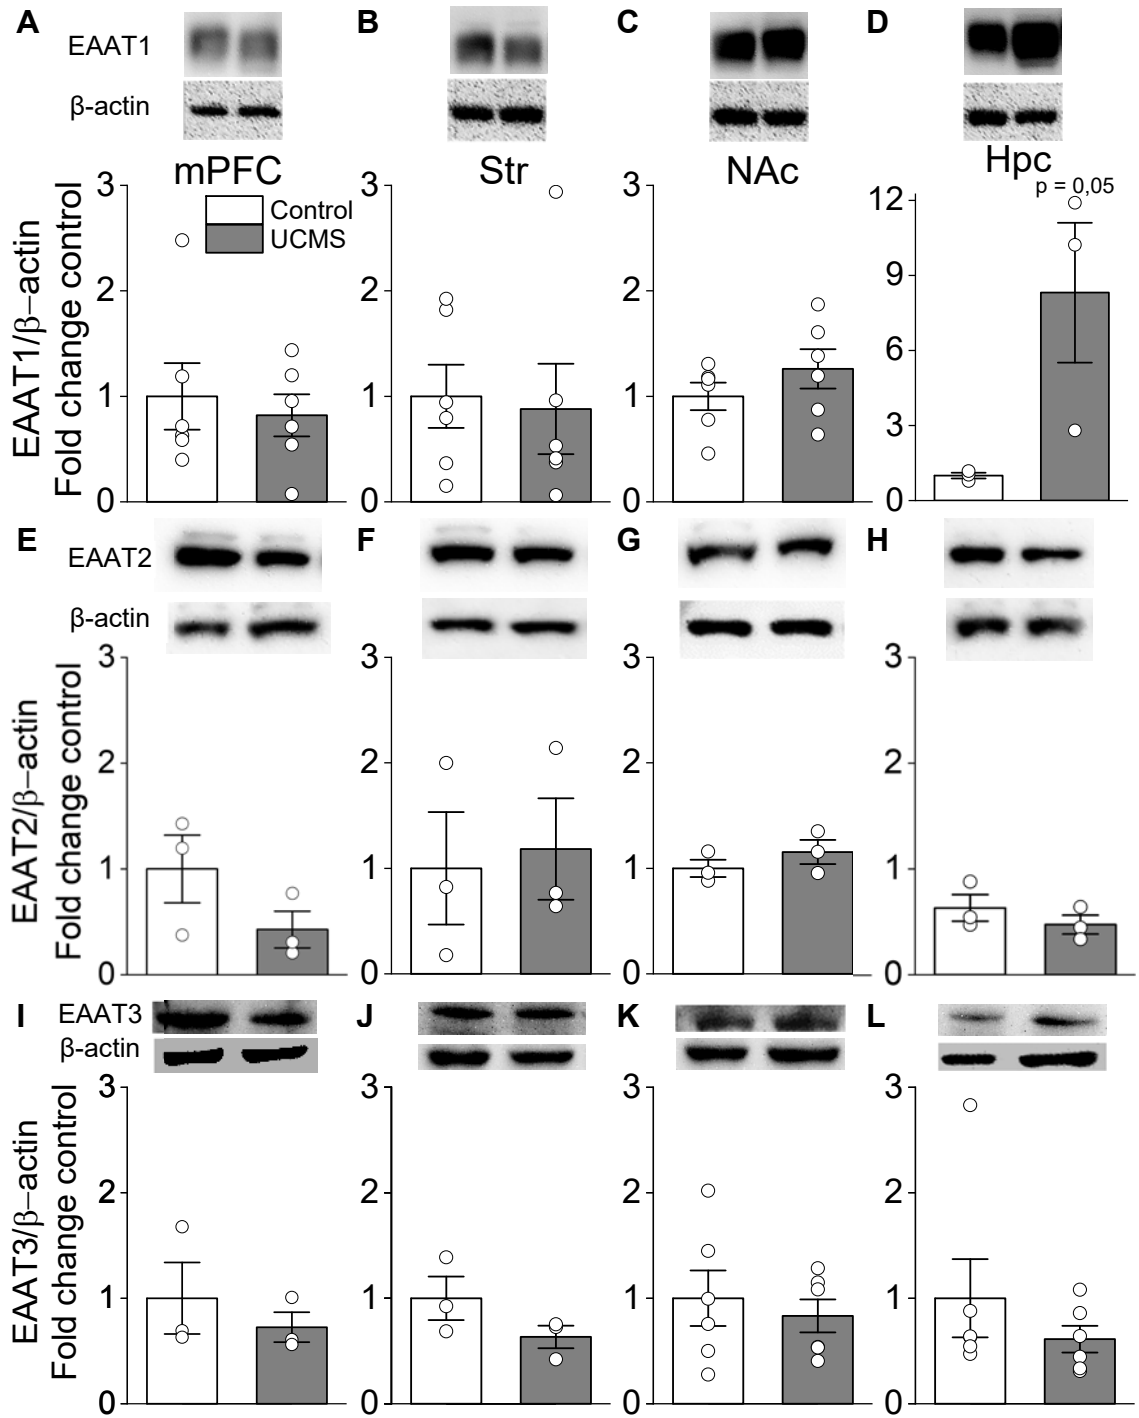 A
EAAT1
β-actin
B
C
D
mPFC
Str
NAc
Hpc
p = 0,05
Control
UCMS
EAAT1/β−actin
Fold change control
3
2
1
0
3
2
1
0
3
2
1
0
12
9
6
3
0
E
EAAT2
β-actin
F
G
H
EAAT2/β−actin
Fold change control
3
2
1
0
3
2
1
0
3
2
1
0
3
2
1
0
I
EAAT3
β-actin
J
K
L
EAAT3/β−actin
Fold change control
3
2
1
0
3
2
1
0
3
2
1
0
3
2
1
0